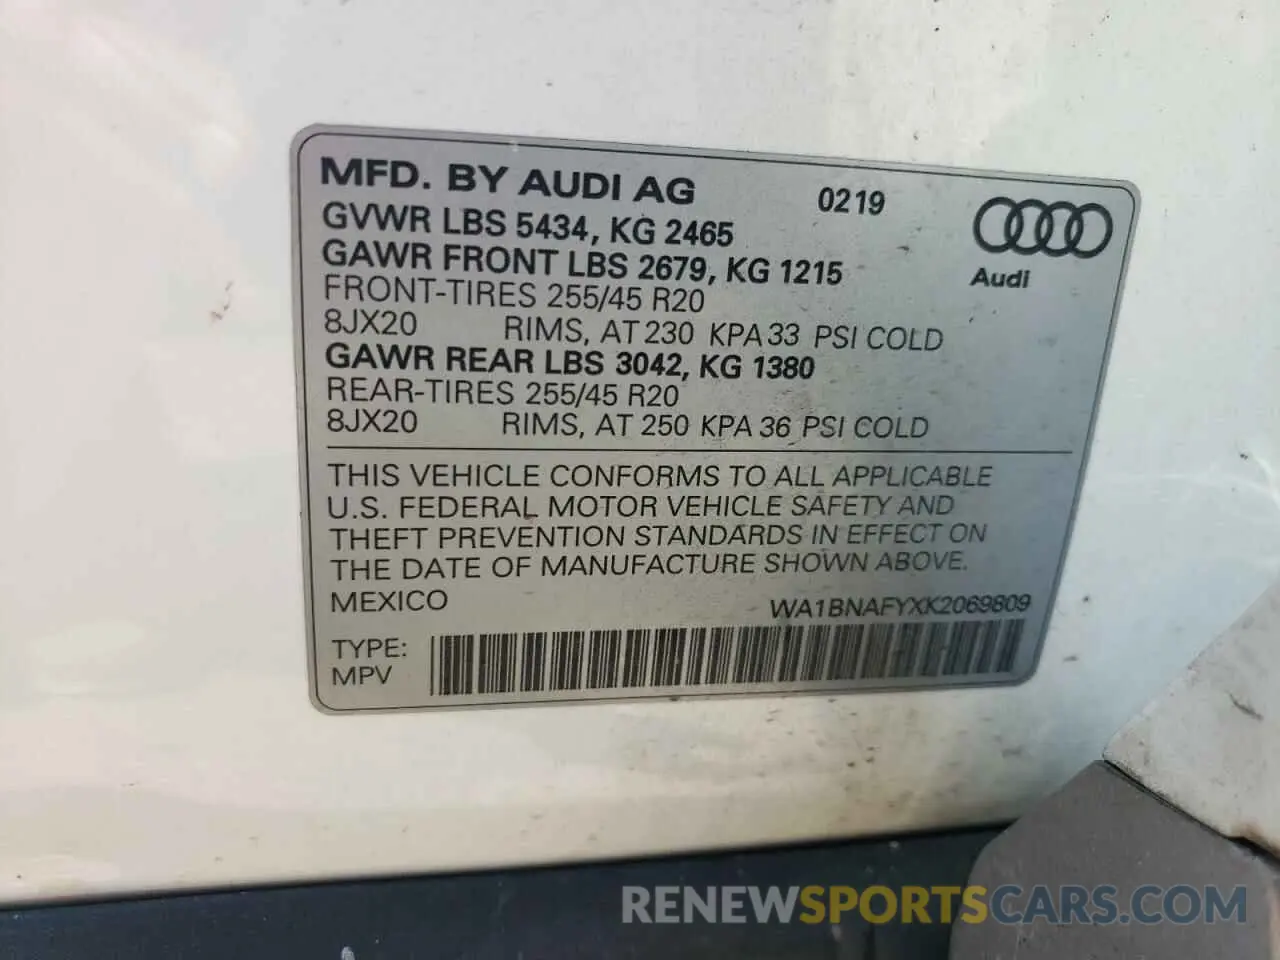 MFD. BY AUDI AG 0219
GVWR LBS 5434, KG 2465
GAWR FRONT LBS 2679, KG 1215
Audi
FRONT-TIRES 255/45 R20
8JX20 RIMS, AT 230 KPA 33 PSI COLD
GAWR REAR LBS 3042, KG 1380
REAR-TIRES 255/45 R20
8JX20 RIMS, AT 250 KPA 36 PSI COLD
THIS VEHICLE CONFORMS TO ALL APPLICABLE
U.S. FEDERAL MOTOR VEHICLE SAFETY AND
THEFT PREVENTION STANDARDS IN EFFECT ON
THE DATE OF MANUFACTURE SHOWN ABOVE.
MEXICO WA1BNAFYXK2069809
TYPE:
MPV
RENEWSPORTSCARS.COM